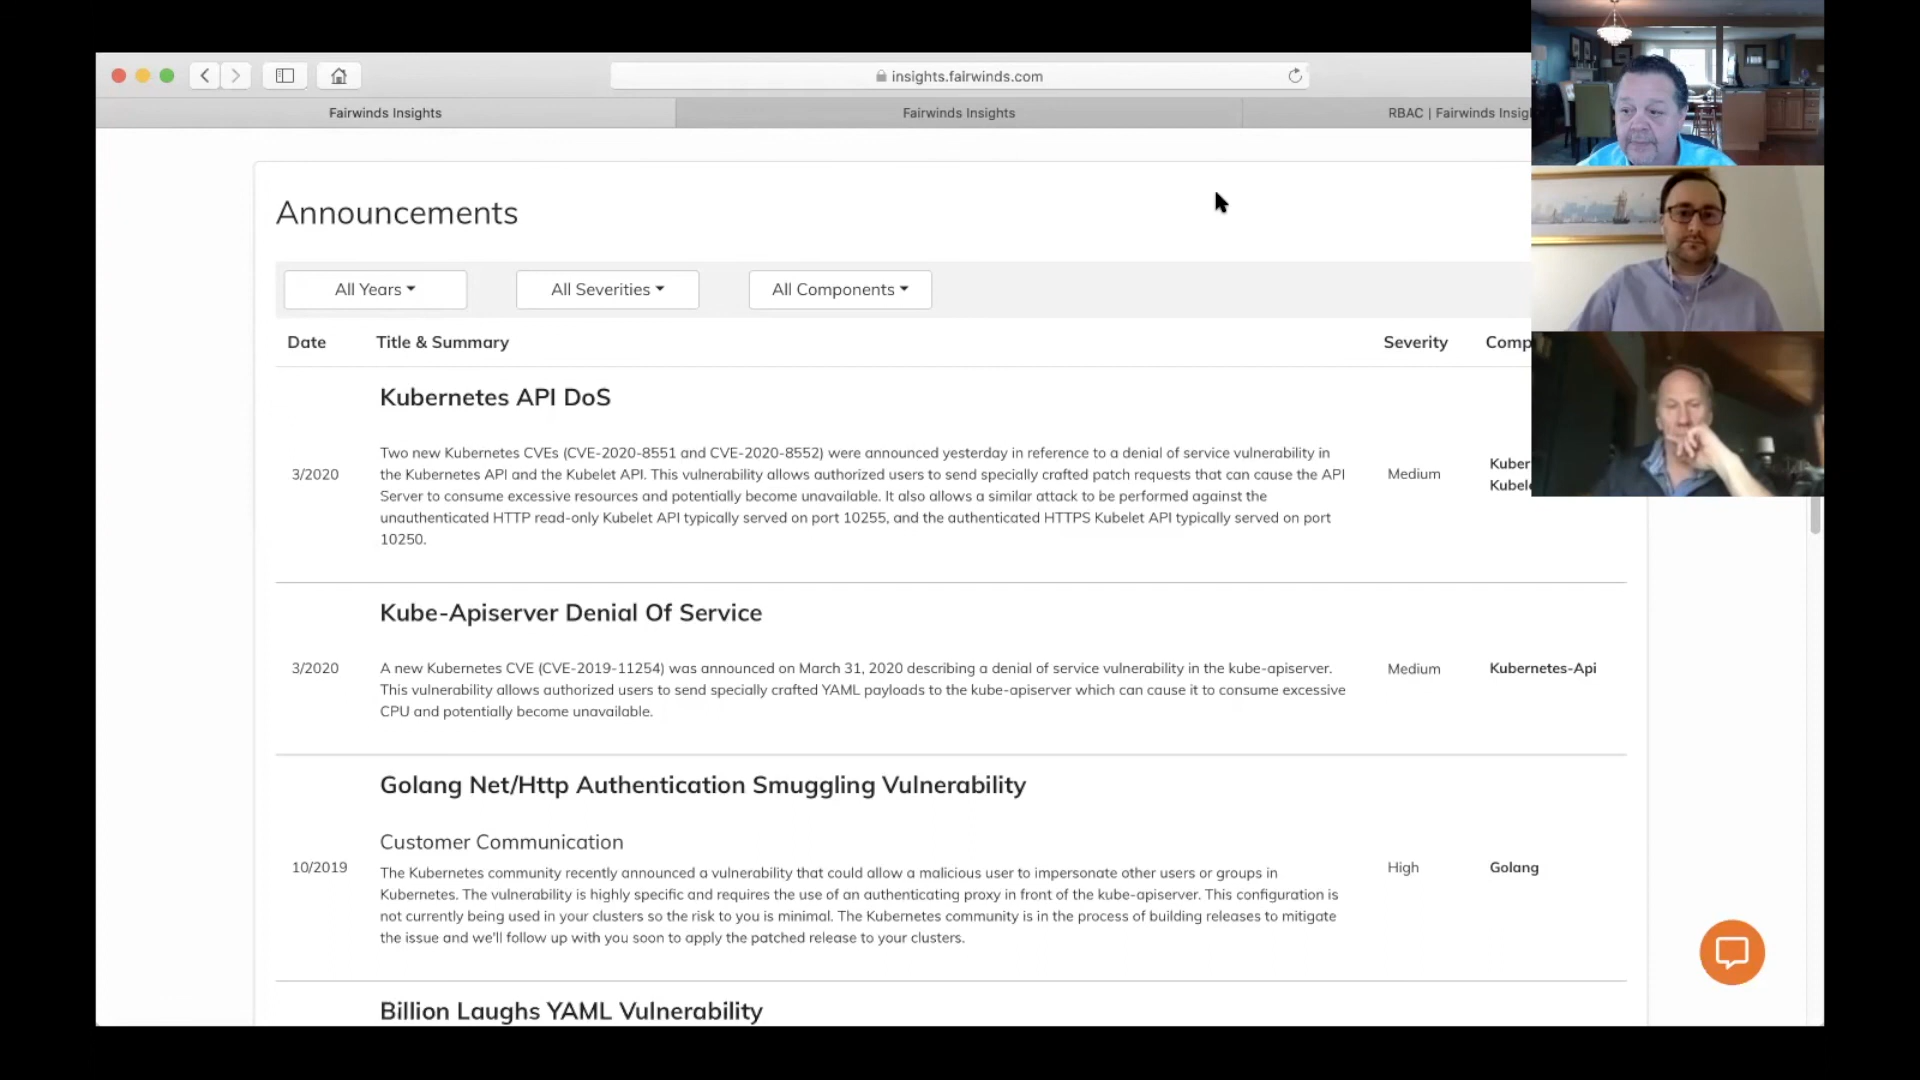 insights.fairwinds.com
Fairwinds Insights
Fairwinds Insights
RBAC | Fairwinds Insig
Announcements
All Years
All Severities
All Components
Date
Title & Summary
Severity
Comp
Kubernetes API DoS
3/2020
Two new Kubernetes CVEs (CVE-2020-8551 and CVE-2020-8552) were announced yesterday in reference to a denial of service vulnerability in
the Kubernetes API and the Kubelet API. This vulnerability allows authorized users to send specially crafted patch requests that can cause the API
Server to consume excessive resources and potentially become unavailable. It also allows a similar attack to be performed against the
unauthenticated HTTP read-only Kubelet API typically served on port 10255, and the authenticated HTTPS Kubelet API typically served on port
10250.
Medium
Kuber
Kubel
Kube-Apiserver Denial Of Service
3/2020
A new Kubernetes CVE (CVE-2019-11254) was announced on March 31, 2020 describing a denial of service vulnerability in the kube-apiserver.
This vulnerability allows authorized users to send specially crafted YAML payloads to the kube-apiserver which can cause it to consume excessive
CPU and potentially become unavailable.
Medium
Kubernetes-Api
Golang Net/Http Authentication Smuggling Vulnerability
Customer Communication
10/2019
The Kubernetes community recently announced a vulnerability that could allow a malicious user to impersonate other users or groups in
Kubernetes. The vulnerability is highly specific and requires the use of an authenticating proxy in front of the kube-apiserver. This configuration is
not currently being used in your clusters so the risk to you is minimal. The Kubernetes community is in the process of building releases to mitigate
the issue and we'll follow up with you soon to apply the patched release to your clusters.
High
Golang
Billion Laughs YAML Vulnerability